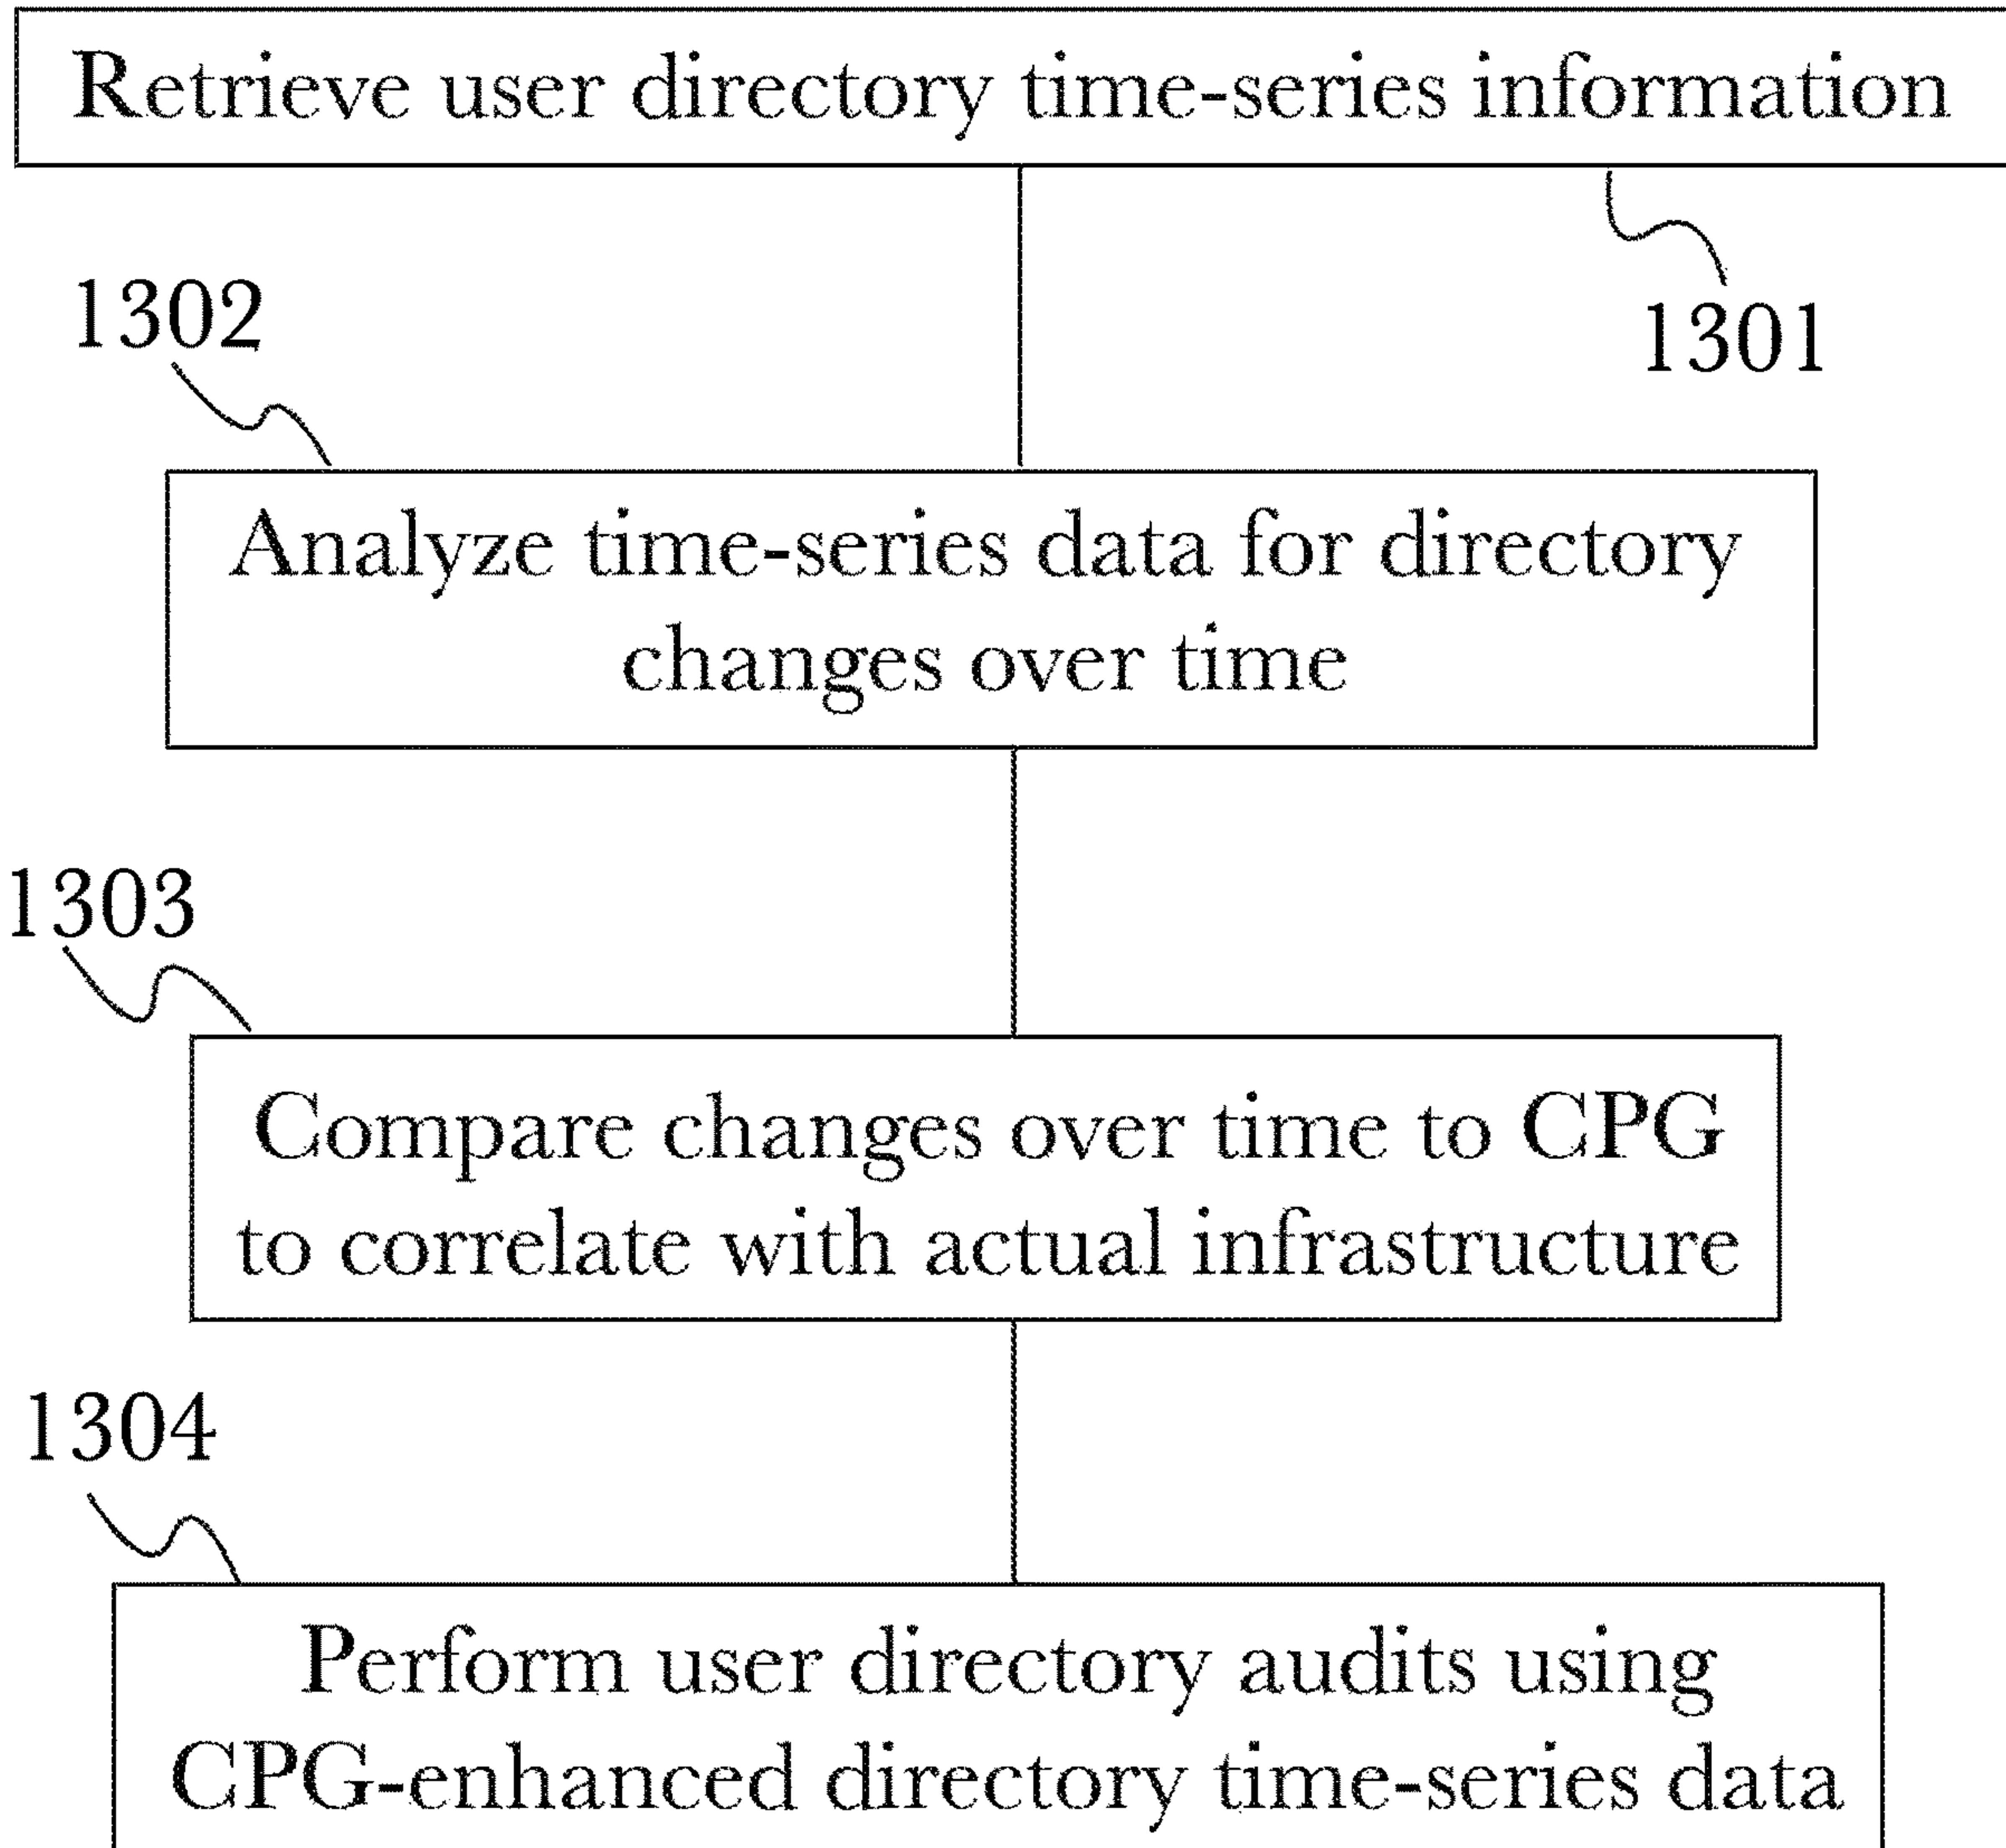 Retrieve user directory time-series information
1301
1302
Analyze time-series data for directory
changes over time
1303
Compare changes over time to CPG
to correlate with actual infrastructure
1304
Perform user directory audits using
CPG-enhanced directory time-series data